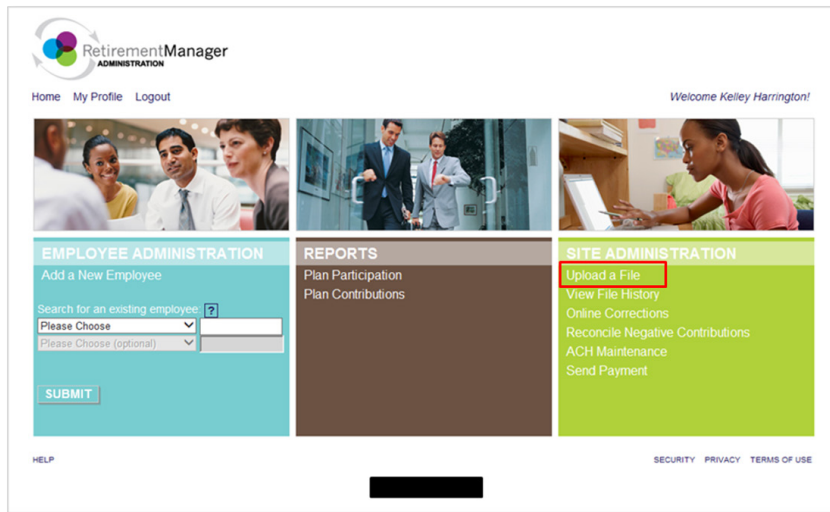 RetirementManager
ADMINISTRATION
Home My Profile Logout
Welcome Kelley Harrington!
EMPLOYEE ADMINISTRATION
Add a New Employee
Search for an existing employee: ?
Please Choose
Please Choose (optional)
SUBMIT
REPORTS
Plan Participation
Plan Contributions
SITE ADMINISTRATION
Upload a File
View File History
Online Corrections
Reconcile Negative Contributions
ACH Maintenance
Send Payment
HELP
SECURITY PRIVACY TERMS OF USE